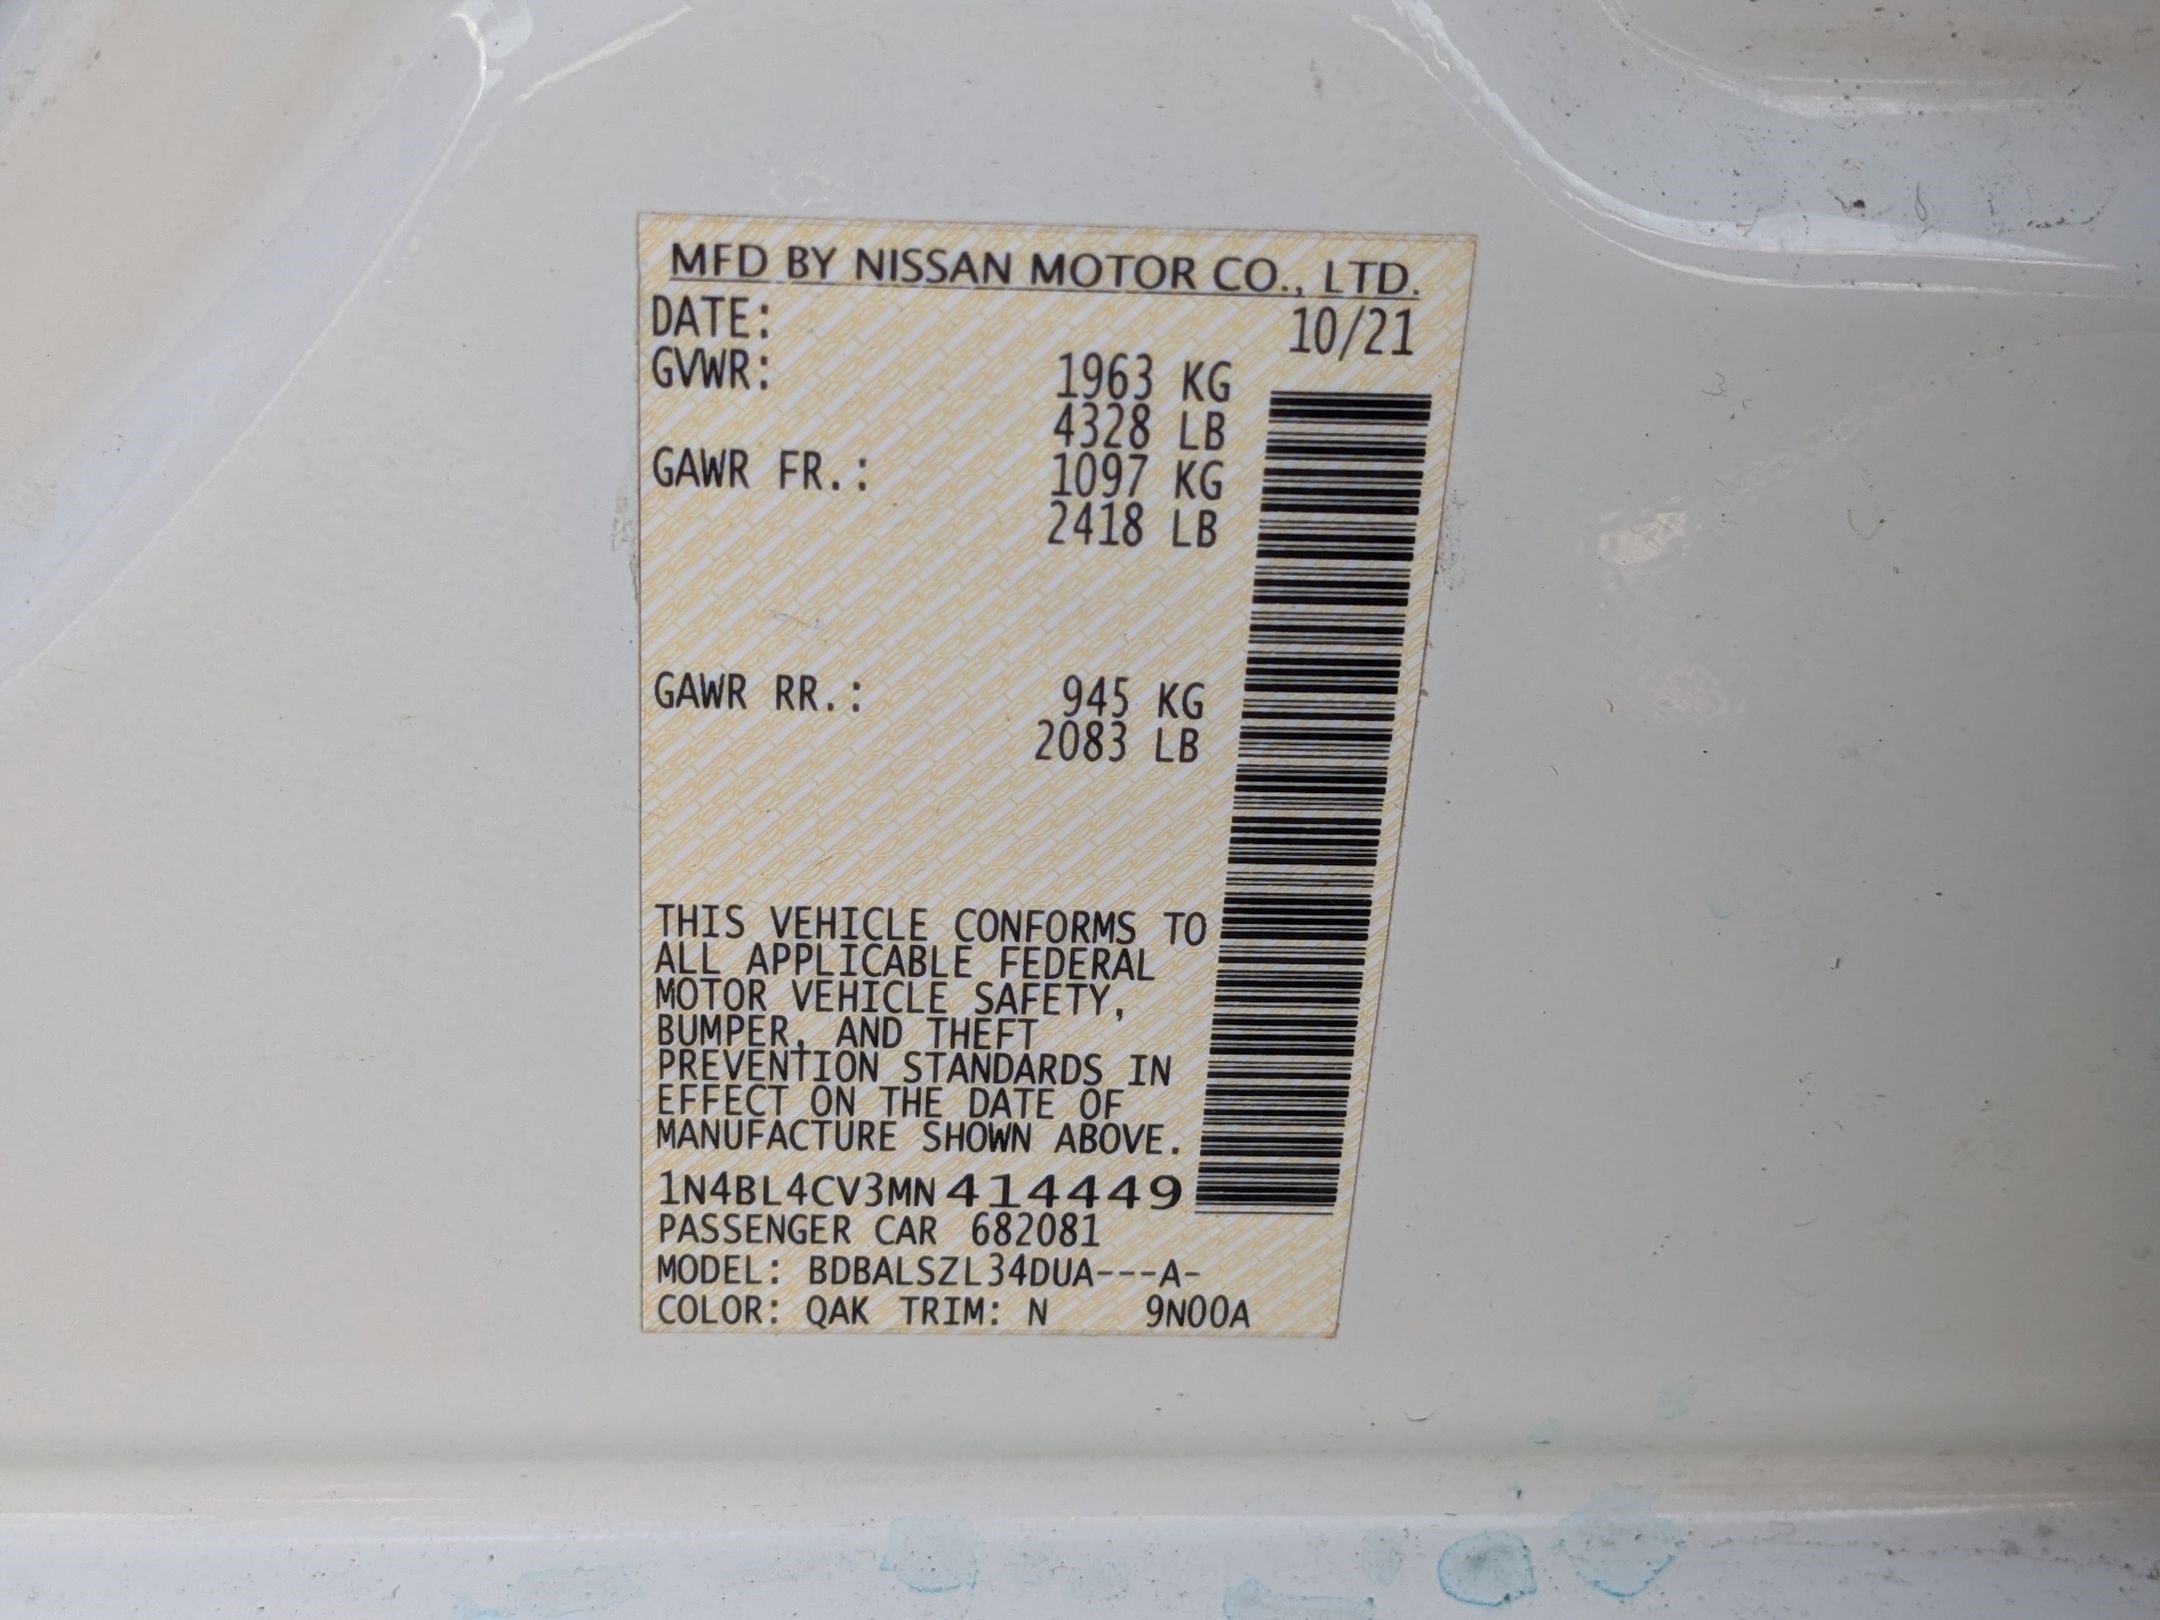 MFD BY NISSAN MOTOR CO., LTD.
DATE: 10/21
GVWR: 1963 KG
4328 LB
GAWR FR.: 1097 KG
2418 LB
GAWR RR.: 945 KG
2083 LB
THIS VEHICLE CONFORMS TO
ALL APPLICABLE FEDERAL
MOTOR VEHICLE SAFETY,
BUMPER, AND THEFT
PREVENTION STANDARDS IN
EFFECT ON THE DATE OF
MANUFACTURE SHOWN ABOVE.
1N4BL4CV3MN414449
PASSENGER CAR 682081
MODEL: BDBALSZL34DUA---A-
COLOR: QAK TRIM: N 9N00A